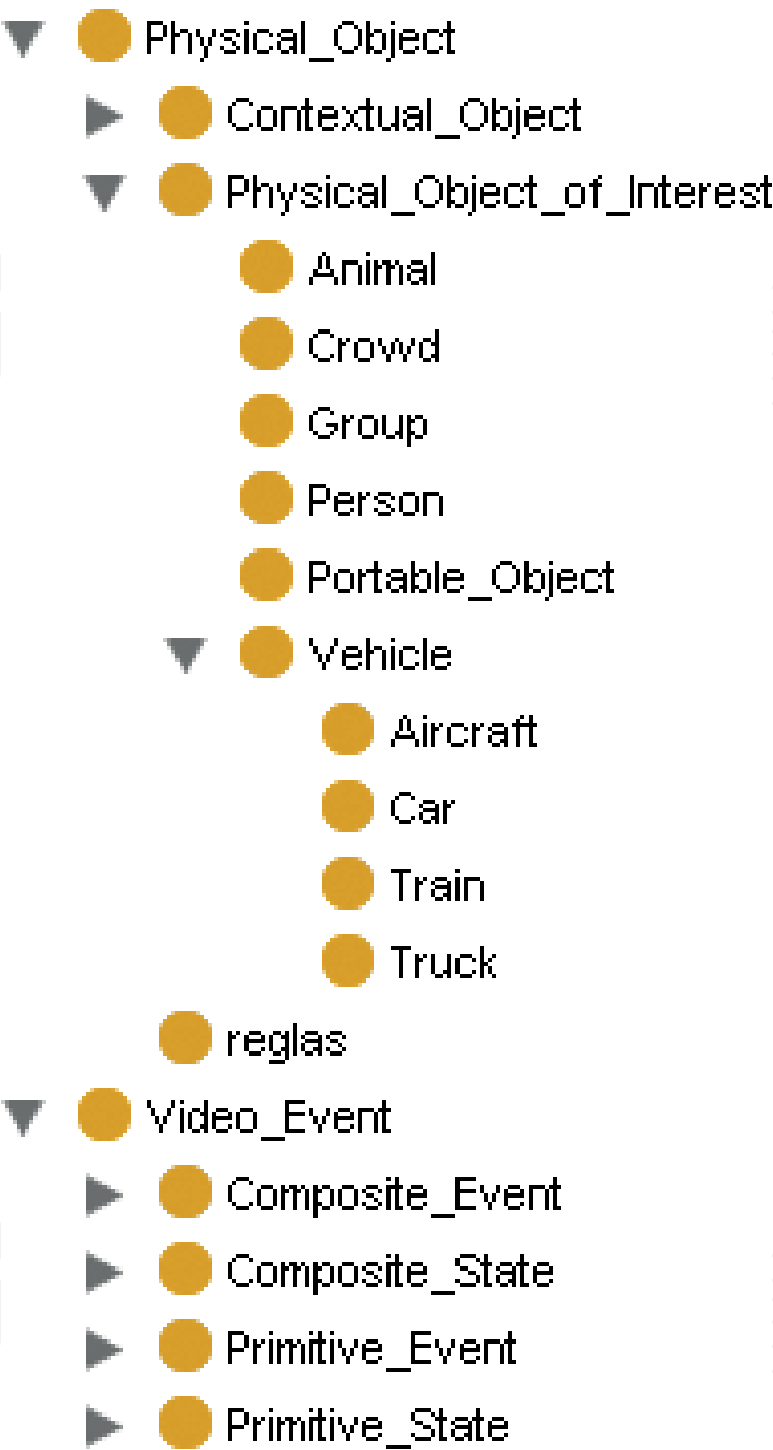 Physical_Object
Contextual_Object
Physical_Object_of_Interest
Animal
Crowd
Group
Person
Portable_Object
Vehicle
Aircraft
Car
Train
Truck
reglas
Video_Event
Composite_Event
Composite_State
Primitive_Event
Primitive_State